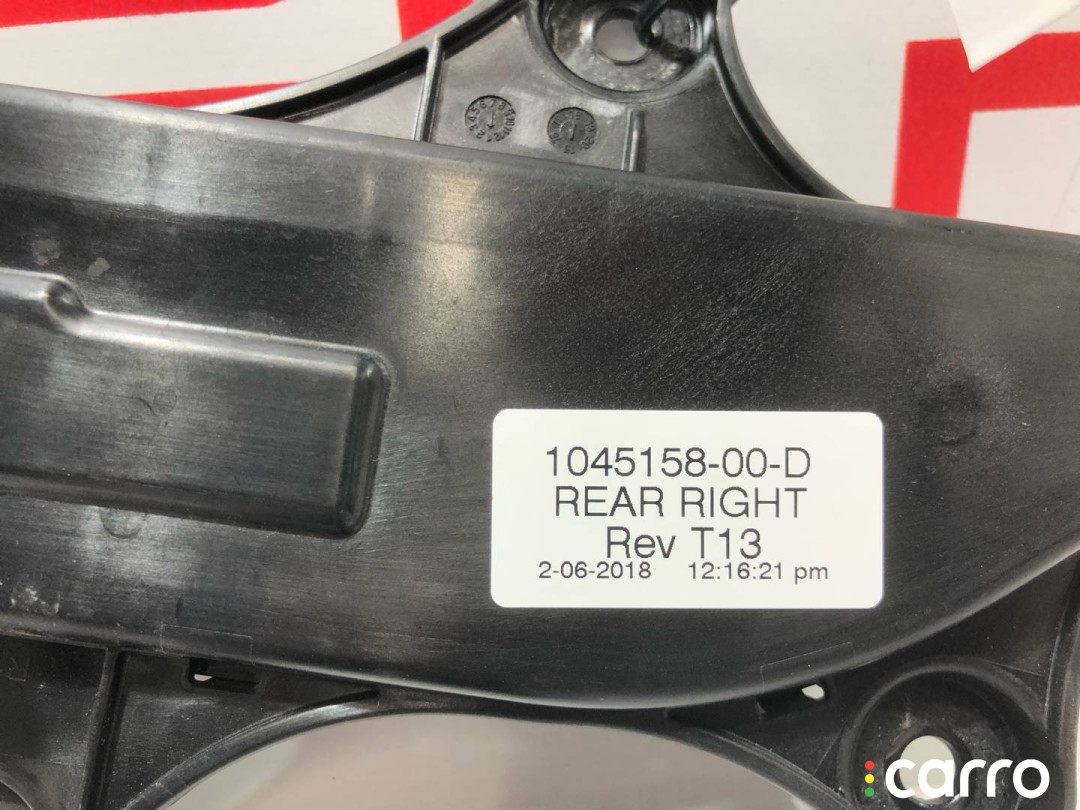 1045158-00-D
REAR RIGHT
Rev T13
2-06-2018 12:16:21 pm
carro